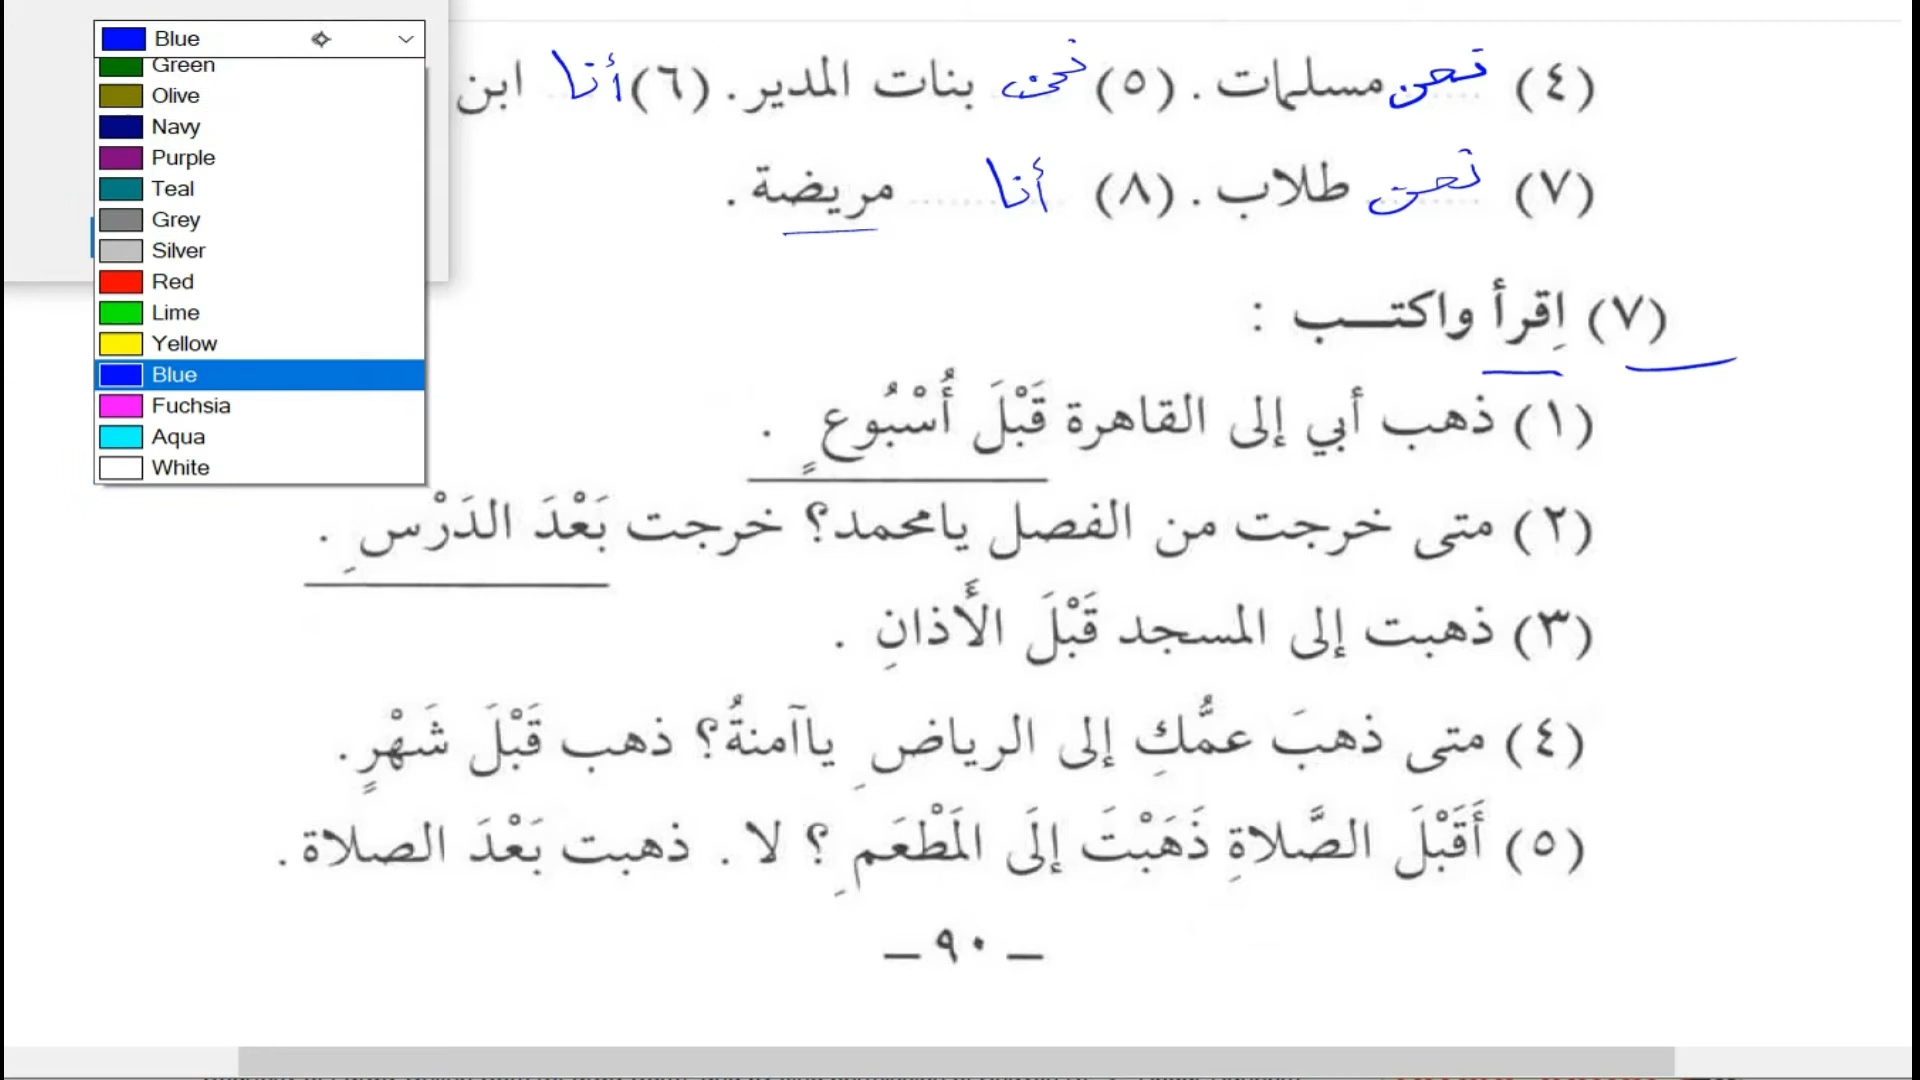 Blue
Green
Olive
Navy
Purple
Teal
Grey
Silver
Red
Lime
Yellow
Blue
Fuchsia
Aqua
White
(٤) نحن مسلمات . (٥) نحن بنات المدير . (٦) أنا ابن
(٧) نحن طلاب . (٨) أنا ..... مريضة .
(٧) اِقرأ واكتـــب :
(١) ذهب أبي إلى القاهرة قَبْلَ أُسْبُوعٍ .
(٢) متى خرجت من الفصل يامحمد؟ خرجت بَعْدَ الدَرْسِ .
(٣) ذهبت إلى المسجد قَبْلَ الأَذانِ .
(٤) متى ذهبَ عمُّكِ إلى الرياضِ ياآمنةُ؟ ذهب قَبْلَ شَهْرٍ.
(٥) أَقَبْلَ الصَّلاةِ ذَهَبْتَ إلَى المَطْعَمِ ؟ لا . ذهبت بَعْدَ الصلاة .
– ٩٠ –